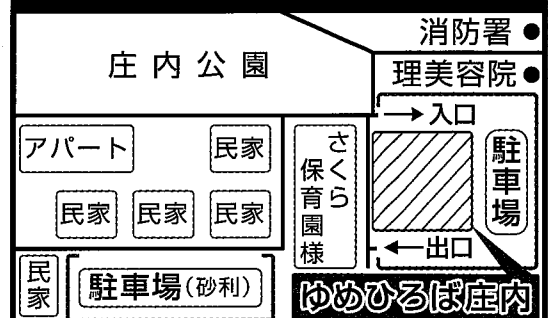 消防署
庄内公園
理美容院
→入口
アパート
民家
さくら
保育園様
駐車場
民家
民家
民家
←出口
民家
駐車場(砂利)
ゆめひろば庄内